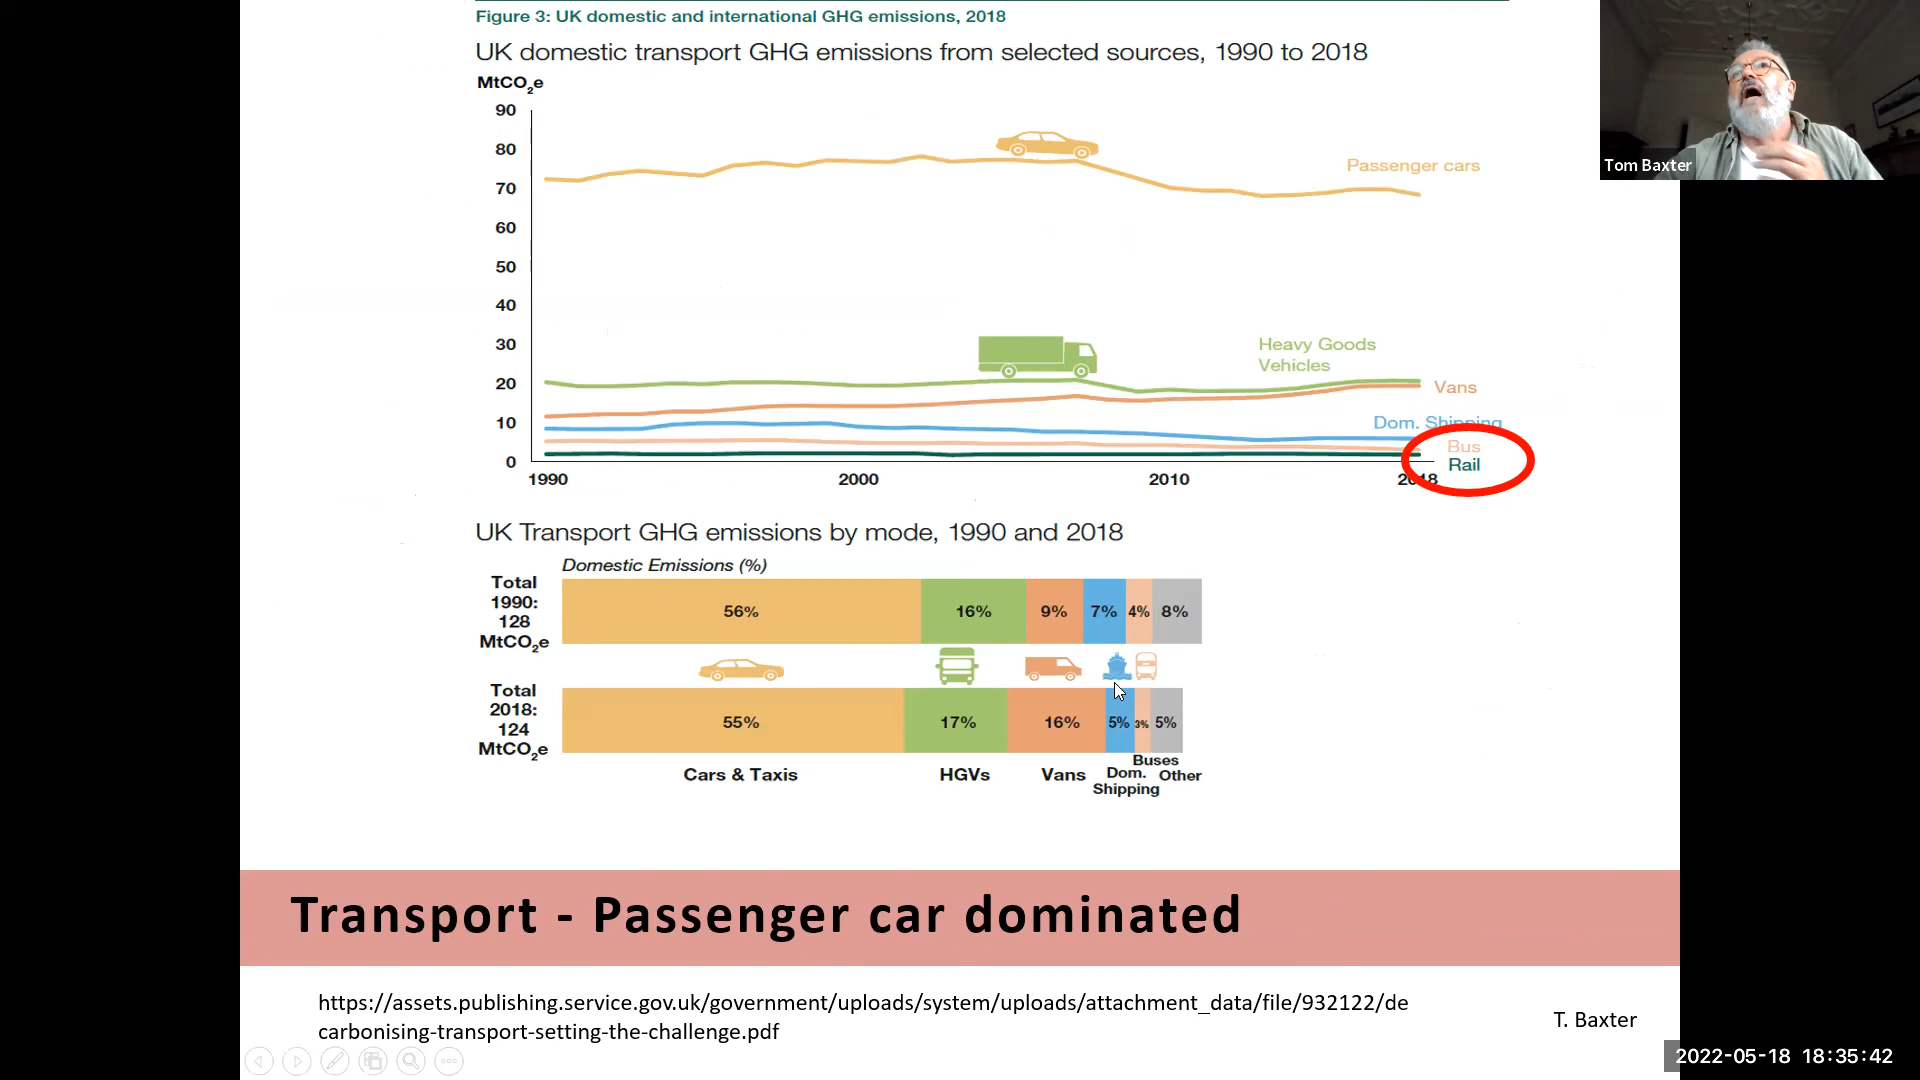 Figure 3: UK domestic and international GHG emissions, 2018
UK domestic transport GHG emissions from selected sources, 1990 to 2018
MtCO2e
90
80
70
60
50
40
30
20
10
0
1990
2000
2010
2018
Passenger cars
Heavy Goods
Vehicles
Vans
Dom. Shipping
Bus
Rail
Tom Baxter
UK Transport GHG emissions by mode, 1990 and 2018
Domestic Emissions (%)
Total
1990:
128
MtCO2e
56%
16%
9%
7%
4%
8%
Total
2018:
124
MtCO2e
55%
17%
16%
5%
3%
5%
Cars & Taxis
HGVs
Vans
Dom.
Shipping
Buses
Other
Transport - Passenger car dominated
https://assets.publishing.service.gov.uk/government/uploads/system/uploads/attachment_data/file/932122/de
carbonising-transport-setting-the-challenge.pdf
T. Baxter
2022-05-18 18:35:42